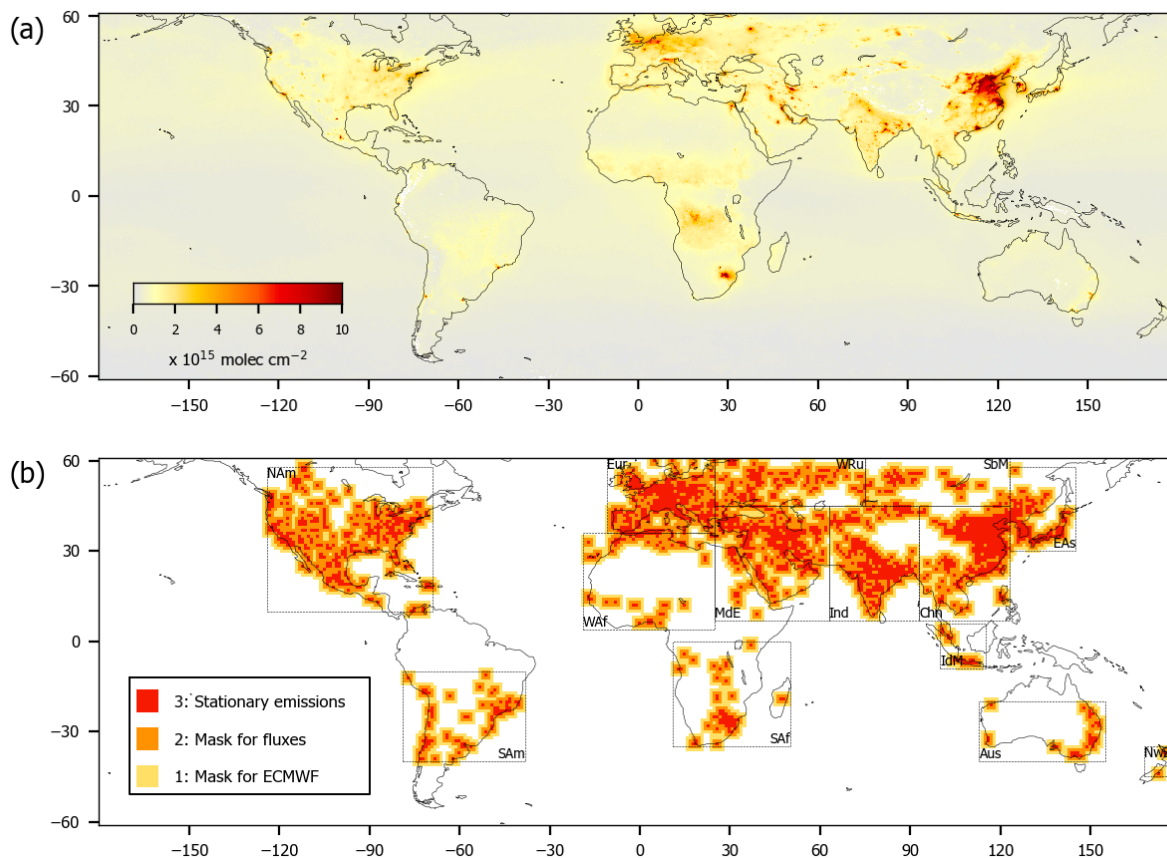 (a)
60
30
0
−30
−60
0 2 4 6 8 10
x 10¹⁵ molec cm⁻²
−150 −120 −90 −60 −30 0 30 60 90 120 150
(b)
60
30
0
−30
−60
NAm Eur WRu SbM
EAs
WAf MdE Ind Chn
IdM
SAm SAf Aus
3: Stationary emissions
2: Mask for fluxes
1: Mask for ECMWF
−150 −120 −90 −60 −30 0 30 60 90 120 150